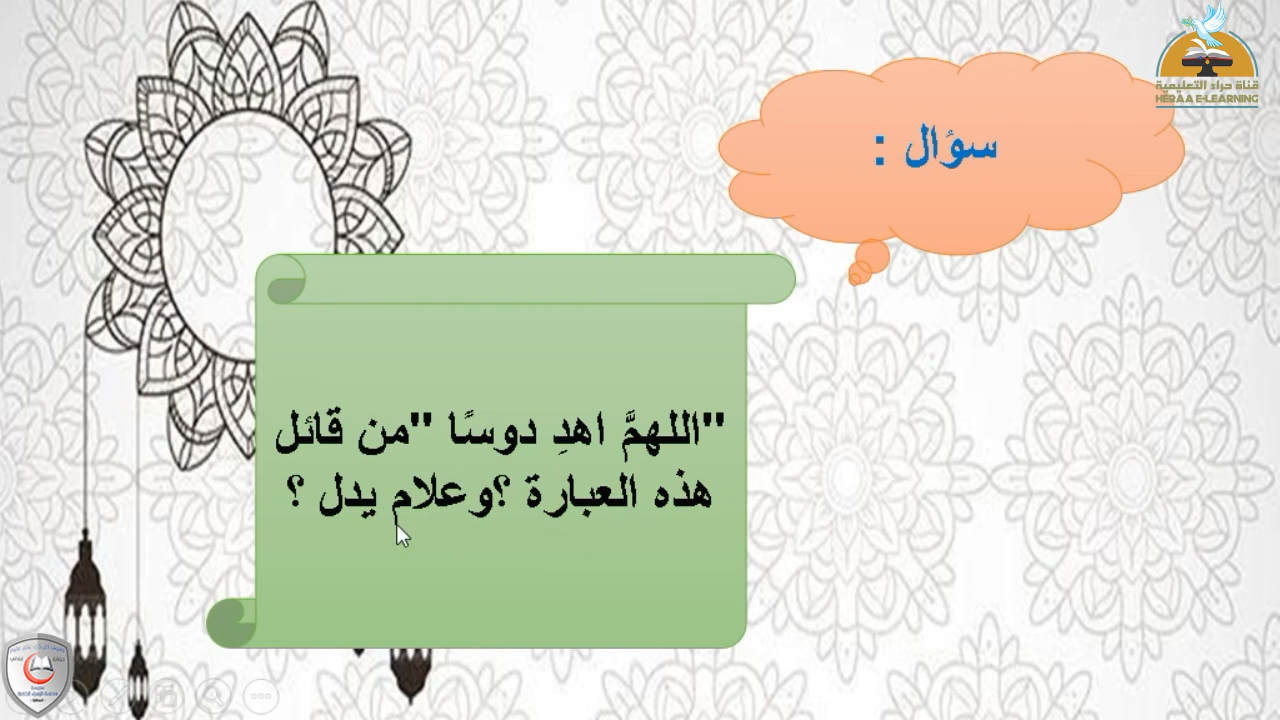 قناة حراء التعليمية
HERAA E-LEARNING
سؤال :
"اللهمَّ اهدِ دوسًا "من قائل
هذه العبارة ؟وعلام يدل ؟